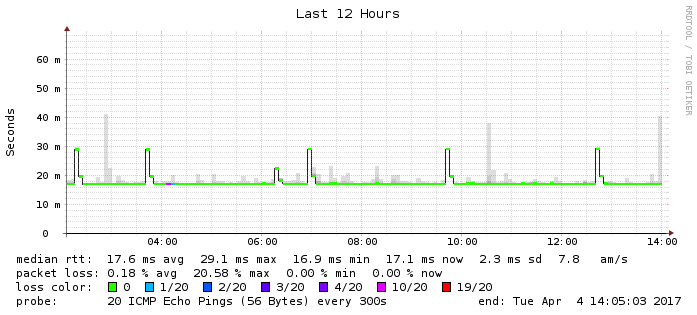 Last 12 Hours
RRDTOOL / TOBI OETIKER
Seconds
60 m
50 m
40 m
30 m
20 m
10 m
0
04:00 06:00 08:00 10:00 12:00 14:00
median rtt: 17.6 ms avg 29.1 ms max 16.9 ms min 17.1 ms now 2.3 ms sd 7.8 am/s
packet loss: 0.18 % avg 20.58 % max 0.00 % min 0.00 % now
loss color: 0 1/20 2/20 3/20 4/20 10/20 19/20
probe: 20 ICMP Echo Pings (56 Bytes) every 300s end: Tue Apr 4 14:05:03 2017